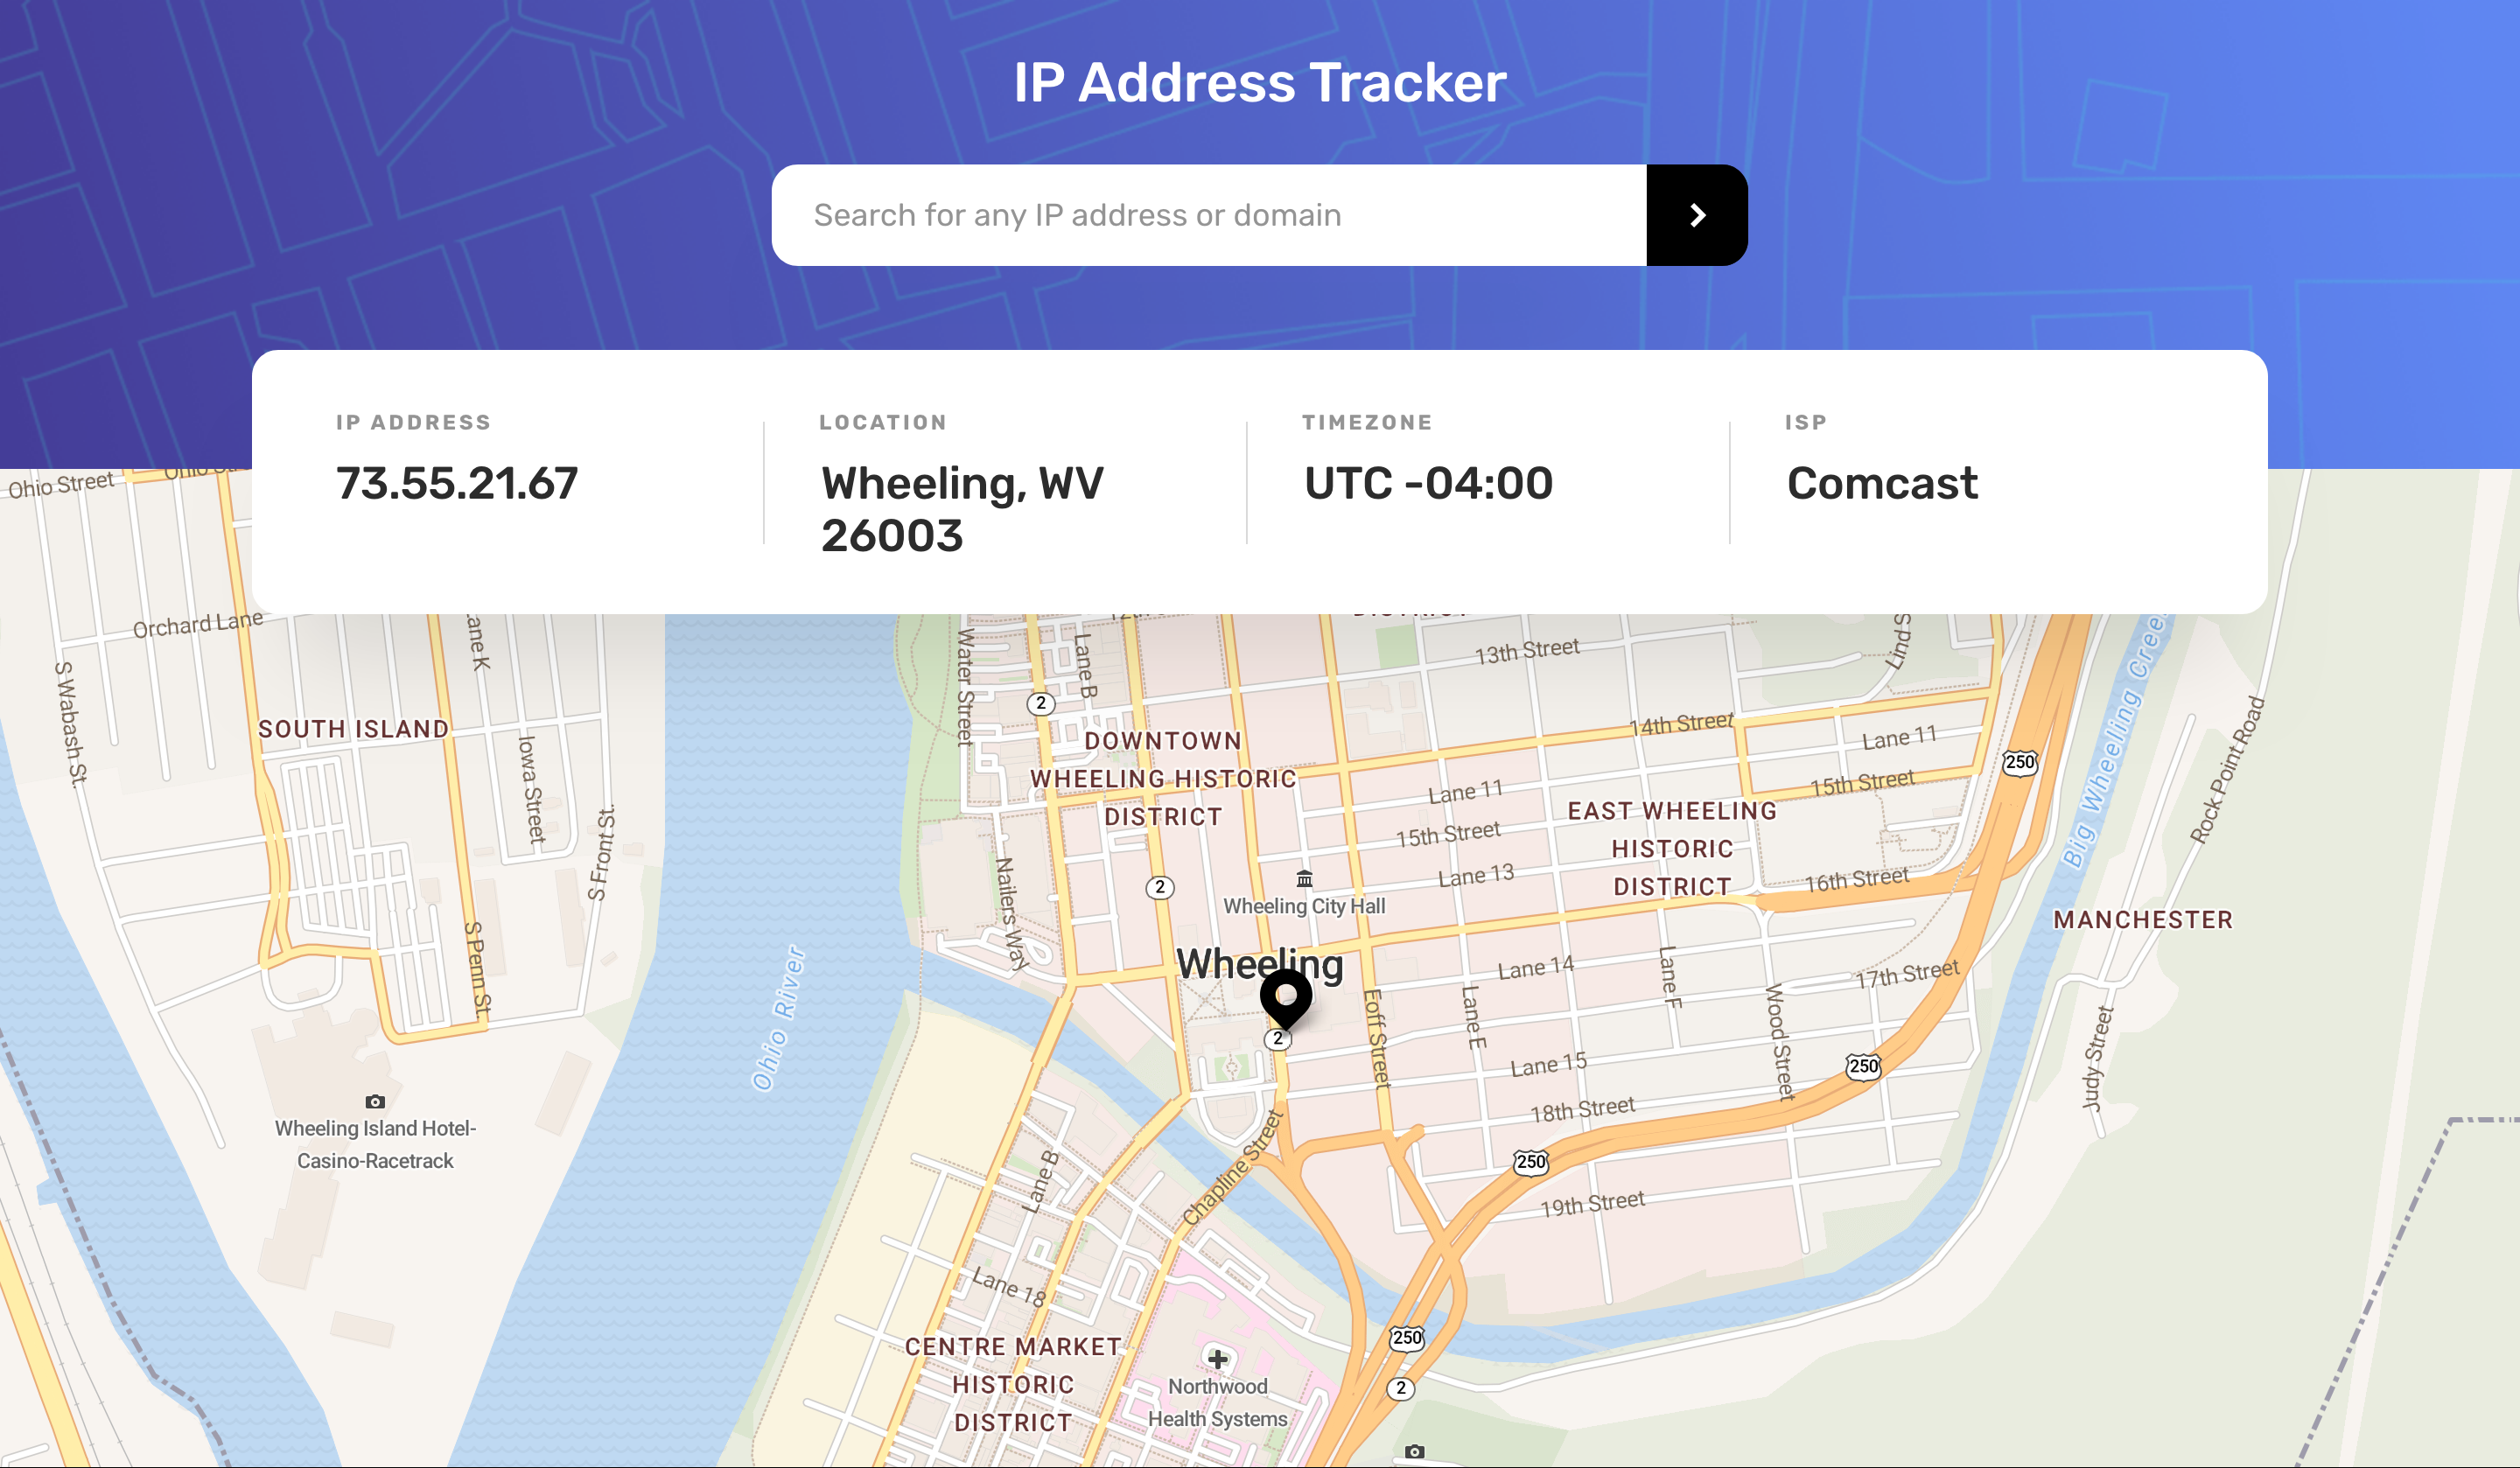 IP Address Tracker
Search for any IP address or domain
IP ADDRESS
LOCATION
TIMEZONE
ISP
73.55.21.67
Wheeling, WV
26003
UTC -04:00
Comcast
Ohio Street
Orchard Lane
Lane K
S Wabash St.
SOUTH ISLAND
Iowa Street
S Front St.
S Penn St.
Wheeling Island Hotel-
Casino-Racetrack
Ohio River
Water Street
Lane B
2
13th Street
14th Street
Lane 11
250
DOWNTOWN
WHEELING HISTORIC
DISTRICT
Lane 11
15th Street
15th Street
EAST WHEELING
HISTORIC
DISTRICT
Big Wheeling Creek
Rock Point Road
Nailers Way
2
Lane 13
16th Street
Wheeling City Hall
MANCHESTER
Wheeling
Lane 14
Lane F
17th Street
2
Eoff Street
Lane E
Wood Street
Lane 15
250
Judy Street
18th Street
Chapline Street
250
19th Street
Lane B
Lane 18
CENTRE MARKET
HISTORIC
DISTRICT
250
2
Northwood
Health Systems